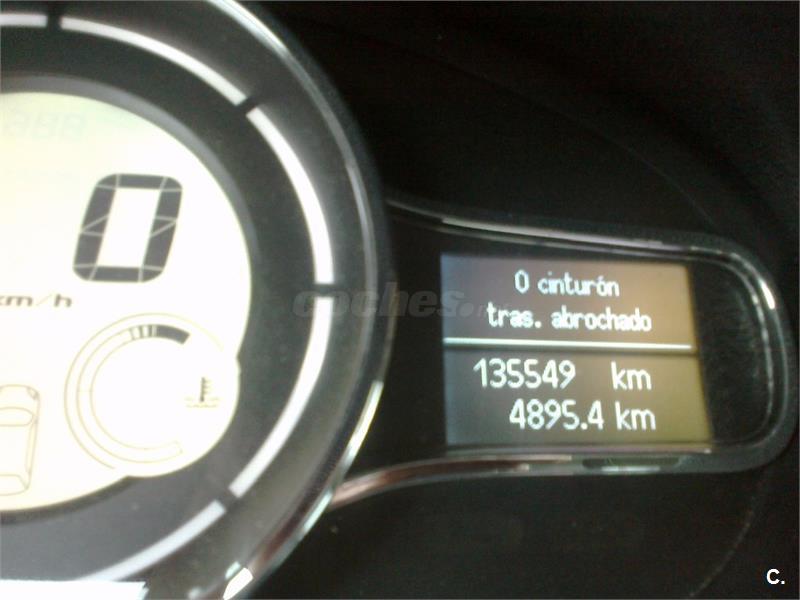 0
km/h
0 cinturón
tras. abrochado
135549 km
4895.4 km
coches.net
C.